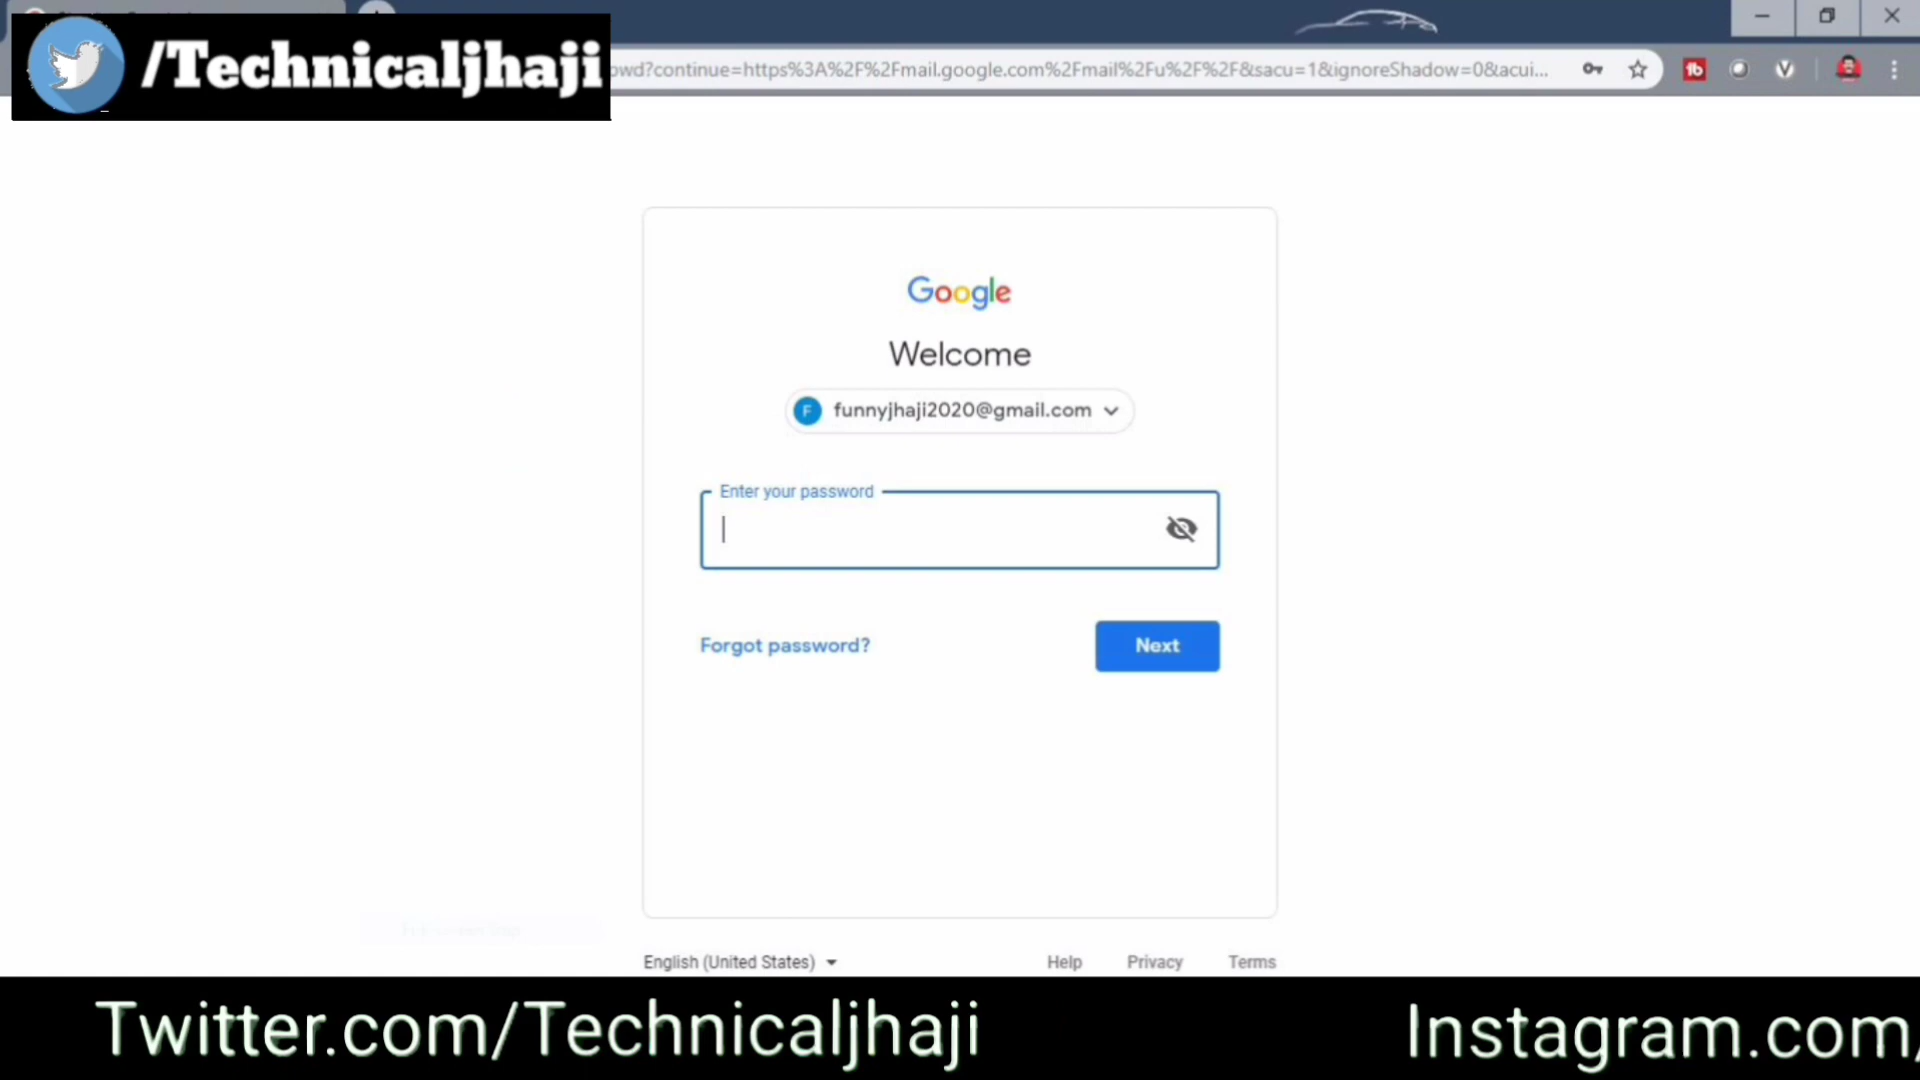 /Technicaljhaji
owd?continue=https%3A%2F%2Fmail.google.com%2Fmail%2Fu%2F%2F&sacu=1&ignoreShadow=0&acui...
Google
Welcome
F funnyjhaji2020@gmail.com
Enter your password
Forgot password?
Next
English (United States)
Help Privacy Terms
Twitter.com/Technicaljhaji
Instagram.com/